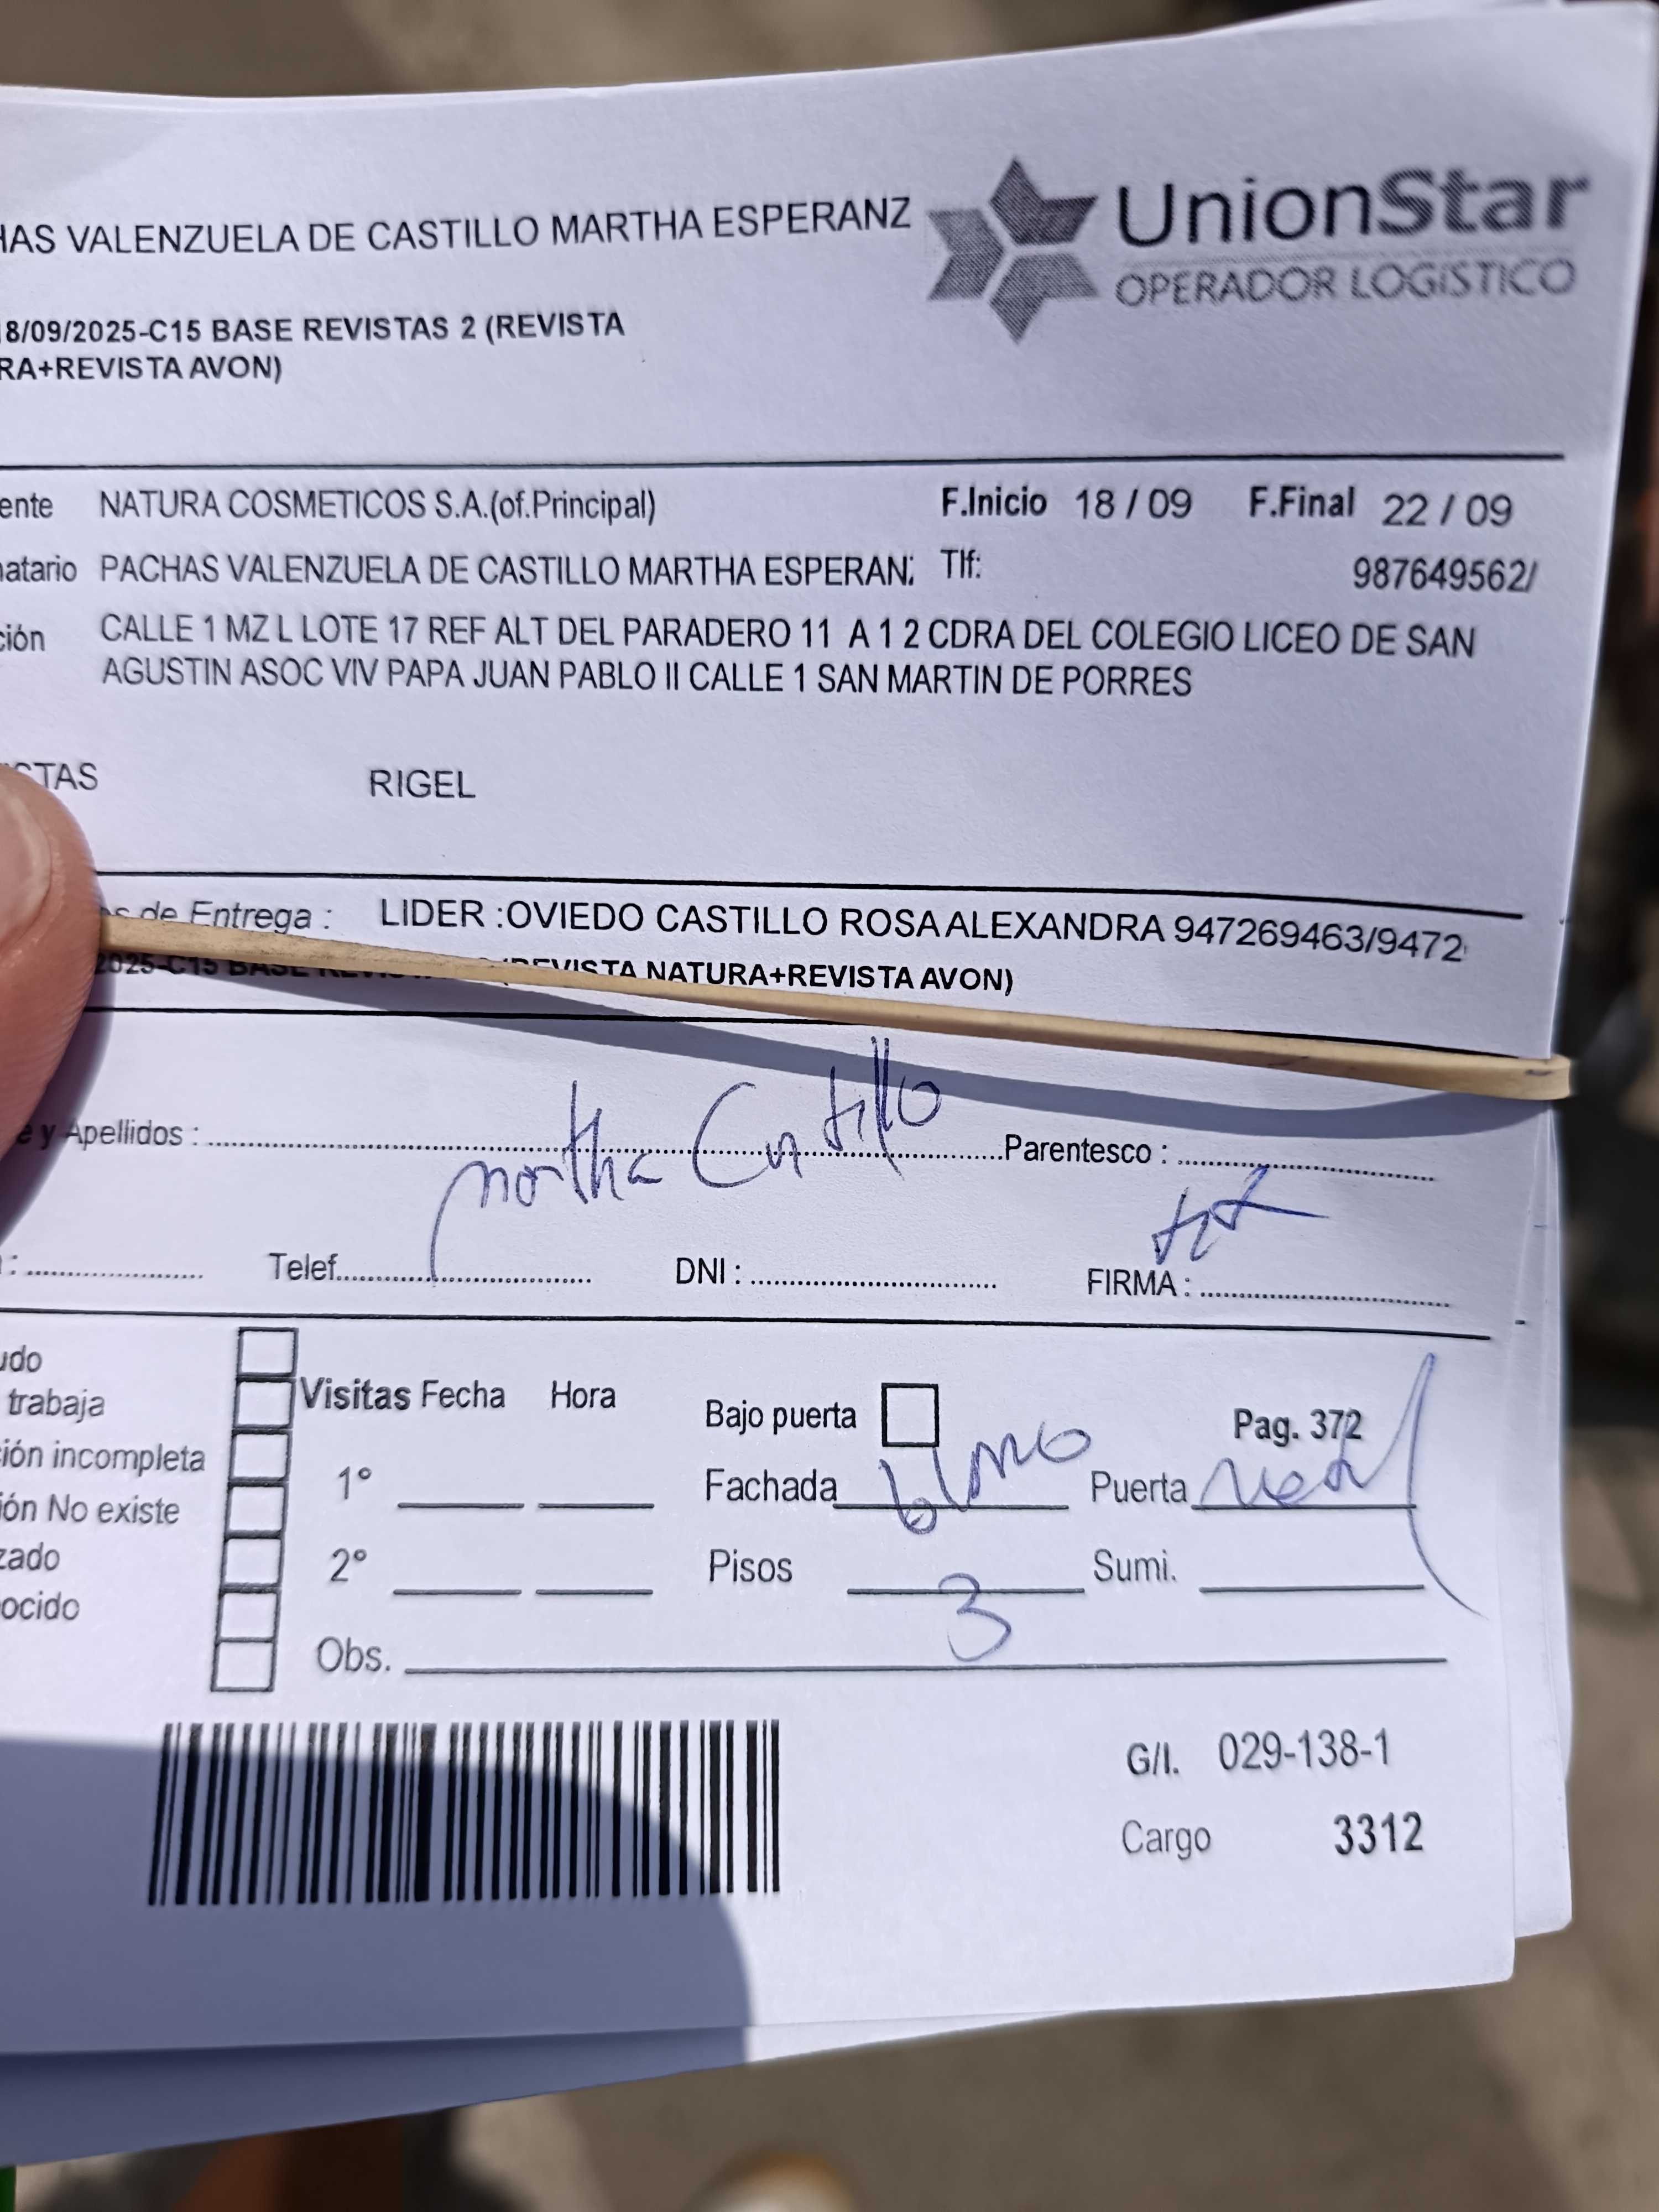 HAS VALENZUELA DE CASTILLO MARTHA ESPERANZ
UnionStar
OPERADOR LOGíSTICO
8/09/2025-C15 BASE REVISTAS 2 (REVISTA
RA+REVISTA AVON)
ente NATURA COSMETICOS S.A.(of.Principal) F.Inicio 18 / 09 F.Final 22 / 09
natario PACHAS VALENZUELA DE CASTILLO MARTHA ESPERAN Tlf: 987649562/
ción CALLE 1 MZ L LOTE 17 REF ALT DEL PARADERO 11 A 1 2 CDRA DEL COLEGIO LICEO DE SAN
AGUSTIN ASOC VIV PAPA JUAN PABLO II CALLE 1 SAN MARTIN DE PORRES
STAS RIGEL
s de Entrega : LIDER :OVIEDO CASTILLO ROSA ALEXANDRA 947269463/9472
2025-C15 BASE (REVISTA NATURA+REVISTA AVON)
e y Apellidos : Martha Castillo Parentesco :
: Telef. DNI : FIRMA :
udo
trabaja Visitas Fecha Hora Bajo puerta Pag. 372
ión incompleta 1° Fachada Puerta
ión No existe
zado 2° Pisos 3 Sumi.
ocido
Obs.
G/I. 029-138-1
Cargo 3312